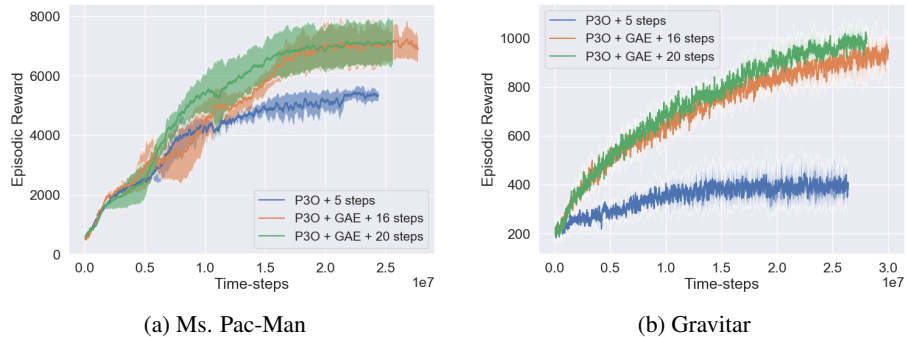 8000
6000
4000
2000
0
Episodic Reward
P3O + 5 steps
P3O + GAE + 16 steps
P3O + GAE + 20 steps
0.0 0.5 1.0 1.5 2.0 2.5
Time-steps
1e7
(a) Ms. Pac-Man
1000
800
600
400
200
Episodic Reward
P3O + 5 steps
P3O + GAE + 16 steps
P3O + GAE + 20 steps
0.0 0.5 1.0 1.5 2.0 2.5 3.0
Time-steps
1e7
(b) Gravitar